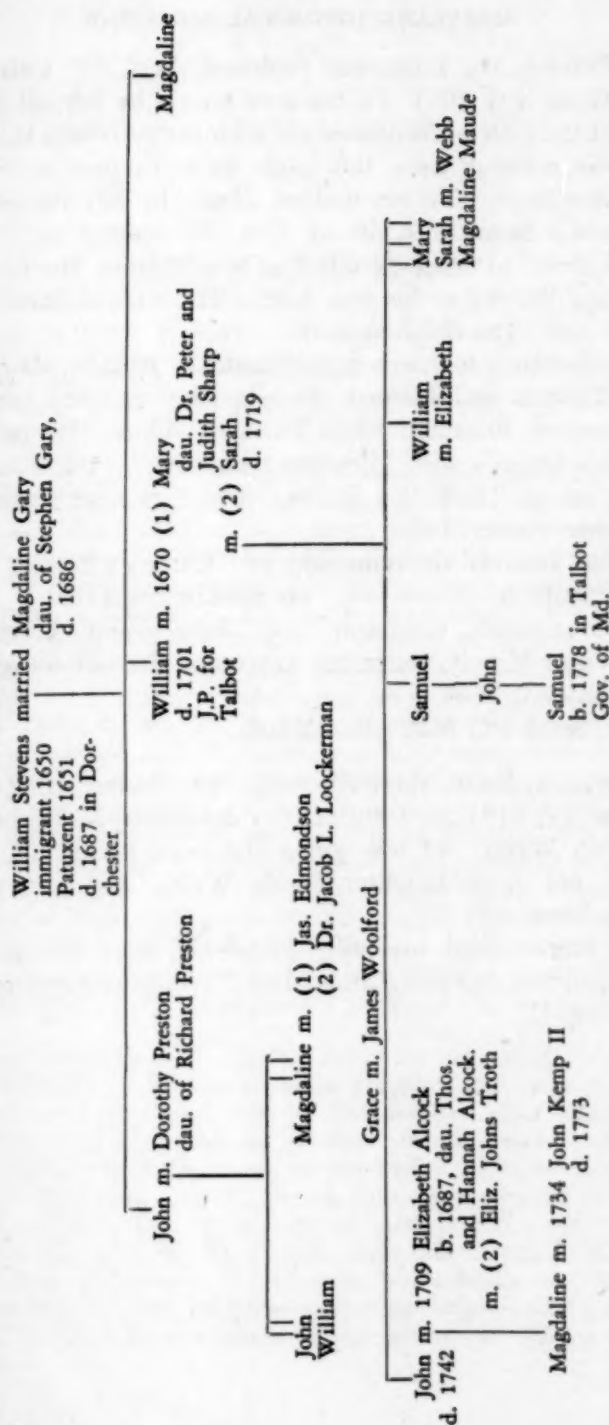 William Stevens married Magdaline Gary
immigrant 1650 dau. of Stephen Gary,
Patuxent 1651 d. 1686
d. 1687 in Dor-
chester
John m. Dorothy Preston
dau. of Richard Preston
William m. 1670 (1) Mary
d. 1701 dau. Dr. Peter and
J.P. for Judith Sharp
Talbot m. (2) Sarah
d. 1719
Magdaline
John
William
Magdaline m. (1) Jas. Edmondson
(2) Dr. Jacob L. Loockerman
Grace m. James Woolford
John m. 1709 Elizabeth Alcock
d. 1742 b. 1687, dau Thos.
and Hannah Alcock.
m. (2) Eliz. Johns Troth
Magdaline m. 1734 John Kemp II
d. 1773
Samuel
John
Samuel
b. 1778 in Talbot
Gov. of Md.
William
m. Elizabeth
Mary
Sarah m. Webb
Magdaline Maude